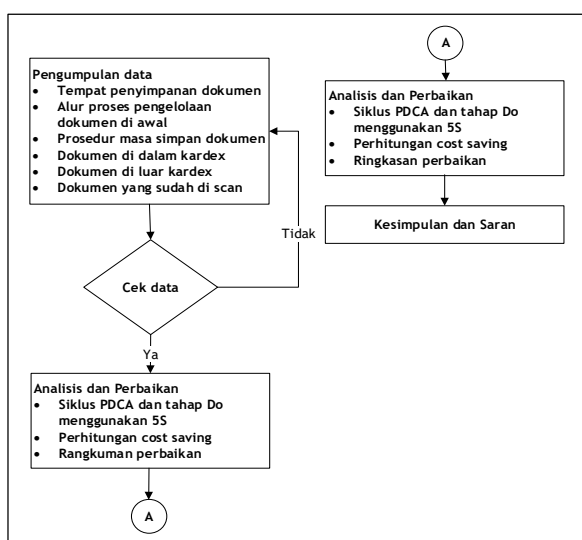 Pengumpulan data
• Tempat penyimpanan dokumen
• Alur proses pengelolaan
dokumen di awal
• Prosedur masa simpan dokumen
• Dokumen di dalam kardex
• Dokumen di luar kardex
• Dokumen yang sudah di scan
Tidak
Cek data
Ya
Analisis dan Perbaikan
• Siklus PDCA dan tahap Do
menggunakan 5S
• Perhitungan cost saving
• Rangkuman perbaikan
A
A
Analisis dan Perbaikan
• Siklus PDCA dan tahap Do
menggunakan 5S
• Perhitungan cost saving
• Ringkasan perbaikan
Kesimpulan dan Saran